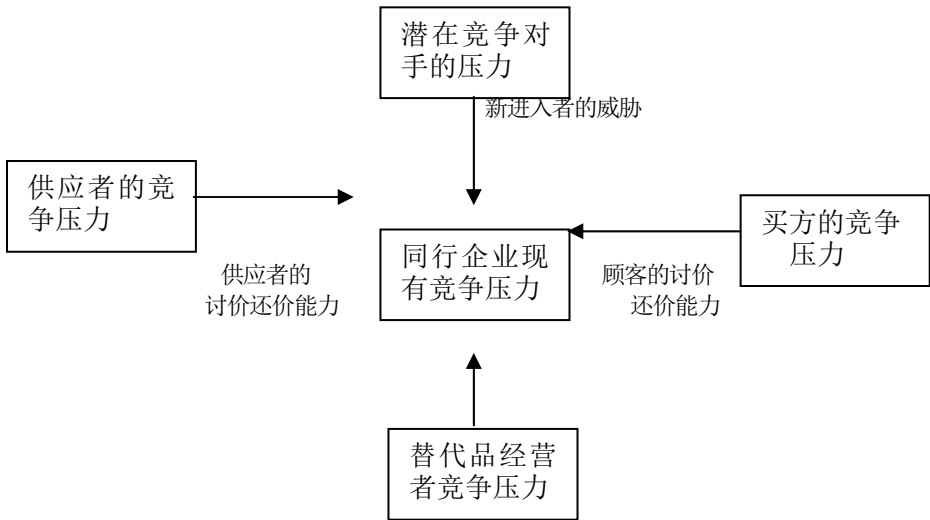 潜在竞争对
手的压力
新进入者的威胁
供应者的竞
争压力
供应者的
讨价还价能力
同行企业现
有竞争压力
买方的竞争
压力
顾客的讨价
还价能力
替代品经营
者竞争压力